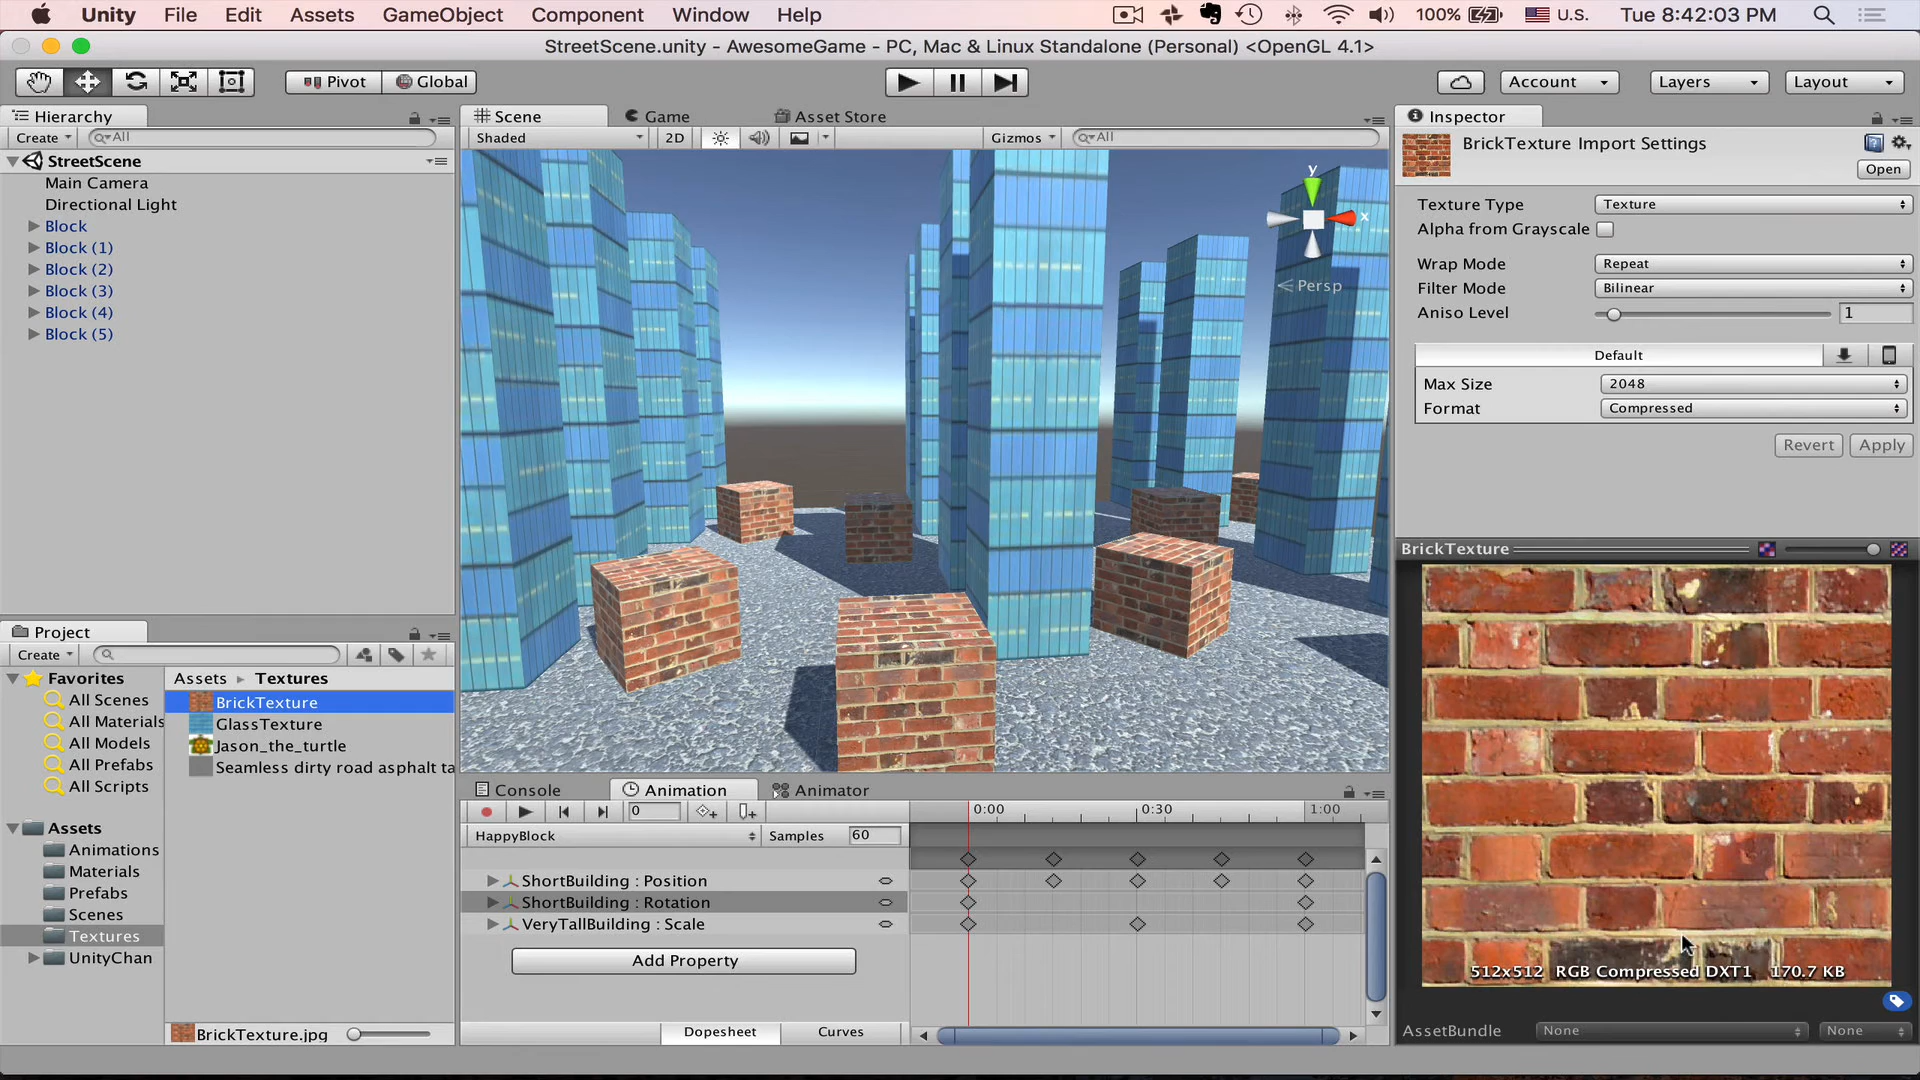 Unity File Edit Assets GameObject Component Window Help 100% U.S. Tue 8:42:03 PM
StreetScene.unity - AwesomeGame - PC, Mac & Linux Standalone (Personal) <OpenGL 4.1>
Pivot Global Account Layers Layout
Hierarchy
Create All
StreetScene
Main Camera
Directional Light
Block
Block (1)
Block (2)
Block (3)
Block (4)
Block (5)
Scene Game Asset Store
Shaded 2D Gizmos All
y
x
Persp
Inspector
BrickTexture Import Settings
Open
Texture Type Texture
Alpha from Grayscale
Wrap Mode Repeat
Filter Mode Bilinear
Aniso Level 1
Default
Max Size 2048
Format Compressed
Revert Apply
BrickTexture
512x512 RGB Compressed DXT1 170.7 KB
AssetBundle None None
Project
Create
Favorites
All Scenes
All Materials
All Models
All Prefabs
All Scripts
Assets
Animations
Materials
Prefabs
Scenes
Textures
UnityChan
Assets Textures
BrickTexture
GlassTexture
Jason_the_turtle
Seamless dirty road asphalt ta
BrickTexture.jpg
Console Animation Animator
0 0:00 0:30 1:00
HappyBlock Samples 60
ShortBuilding : Position
ShortBuilding : Rotation
VeryTallBuilding : Scale
Add Property
Dopesheet Curves